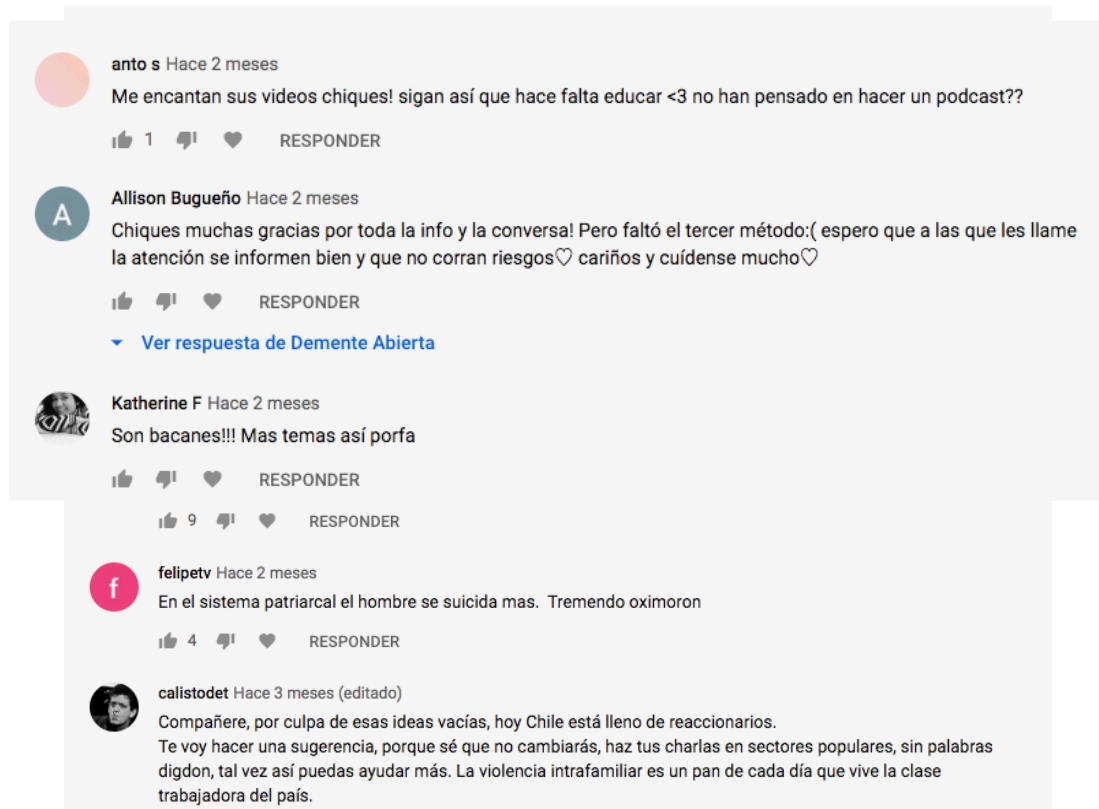 anto s Hace 2 meses
Me encantan sus videos chiques! sigan así que hace falta educar <3 no han pensado en hacer un podcast??
1 RESPONDER
A
Allison Bugueño Hace 2 meses
Chiques muchas gracias por toda la info y la conversa! Pero faltó el tercer método:( espero que a las que les llame
la atención se informen bien y que no corran riesgos♡ cariños y cuídense mucho♡
RESPONDER
Ver respuesta de Demente Abierta
Katherine F Hace 2 meses
Son bacanes!!! Mas temas así porfa
RESPONDER
9 RESPONDER
f
felipetv Hace 2 meses
En el sistema patriarcal el hombre se suicida mas. Tremendo oximoron
4 RESPONDER
calistodet Hace 3 meses (editado)
Compañere, por culpa de esas ideas vacías, hoy Chile está lleno de reaccionarios.
Te voy hacer una sugerencia, porque sé que no cambiarás, haz tus charlas en sectores populares, sin palabras
digdon, tal vez así puedas ayudar más. La violencia intrafamiliar es un pan de cada día que vive la clase
trabajadora del país.